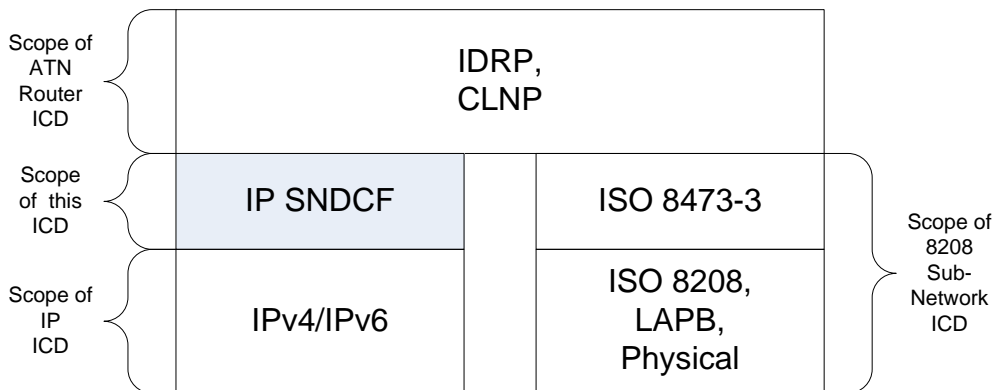 Scope of
ATN
Router
ICD
IDRP,
CLNP
Scope
of this
ICD
IP SNDCF
ISO 8473-3
Scope of
8208
Sub-
Network
ICD
Scope of
IP
ICD
IPv4/IPv6
ISO 8208,
LAPB,
Physical